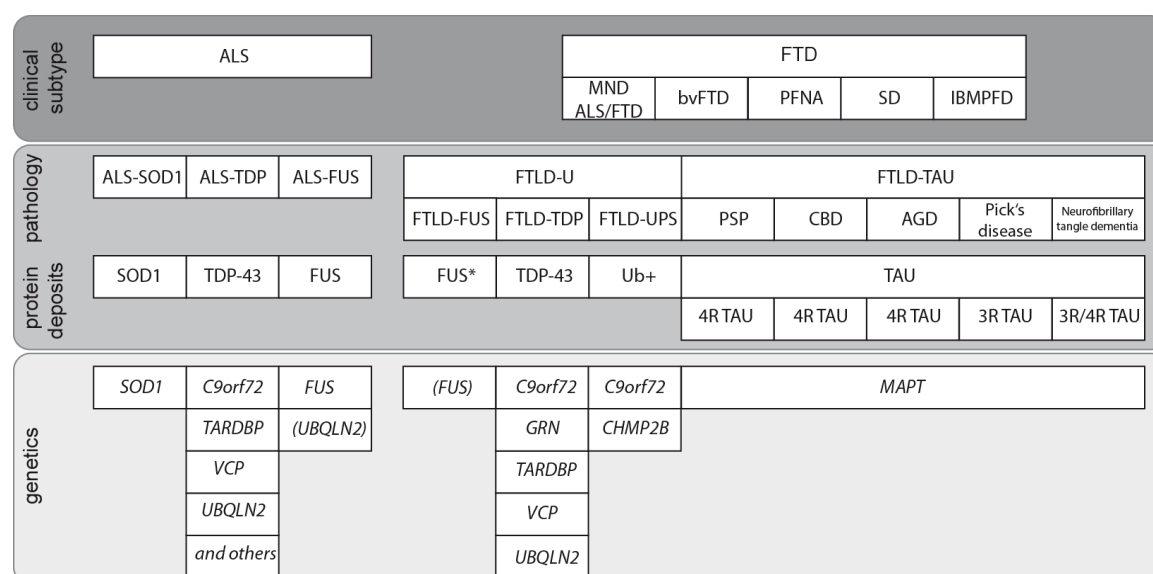 clinical
subtype
ALS
FTD
MND
ALS/FTD
bvFTD
PFNA
SD
IBMPFD
pathology
ALS-SOD1
ALS-TDP
ALS-FUS
FTLD-U
FTLD-TAU
FTLD-FUS
FTLD-TDP
FTLD-UPS
PSP
CBD
AGD
Pick‘s
disease
Neurofibrillary
tangle dementia
protein
deposits
SOD1
TDP-43
FUS
FUS*
TDP-43
Ub+
TAU
4R TAU
4R TAU
4R TAU
3R TAU
3R/4R TAU
genetics
SOD1
C9orf72
FUS
(FUS)
C9orf72
C9orf72
MAPT
TARDBP
(UBQLN2)
GRN
CHMP2B
VCP
TARDBP
UBQLN2
VCP
and others
UBQLN2